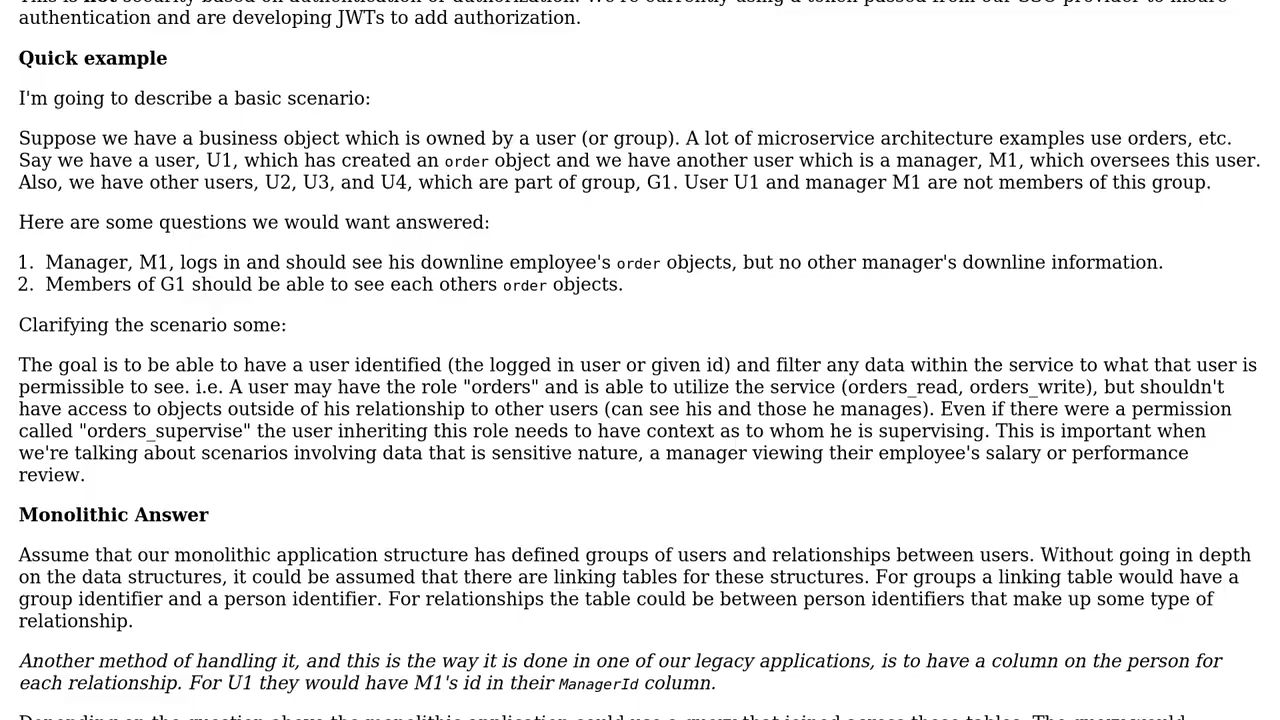 authentication and are developing JWTs to add authorization.
Quick example
I'm going to describe a basic scenario:
Suppose we have a business object which is owned by a user (or group). A lot of microservice architecture examples use orders, etc.
Say we have a user, U1, which has created an order object and we have another user which is a manager, M1, which oversees this user.
Also, we have other users, U2, U3, and U4, which are part of group, G1. User U1 and manager M1 are not members of this group.
Here are some questions we would want answered:
1. Manager, M1, logs in and should see his downline employee's order objects, but no other manager's downline information.
2. Members of G1 should be able to see each others order objects.
Clarifying the scenario some:
The goal is to be able to have a user identified (the logged in user or given id) and filter any data within the service to what that user is
permissible to see. i.e. A user may have the role "orders" and is able to utilize the service (orders_read, orders_write), but shouldn't
have access to objects outside of his relationship to other users (can see his and those he manages). Even if there were a permission
called "orders_supervise" the user inheriting this role needs to have context as to whom he is supervising. This is important when
we're talking about scenarios involving data that is sensitive nature, a manager viewing their employee's salary or performance
review.
Monolithic Answer
Assume that our monolithic application structure has defined groups of users and relationships between users. Without going in depth
on the data structures, it could be assumed that there are linking tables for these structures. For groups a linking table would have a
group identifier and a person identifier. For relationships the table could be between person identifiers that make up some type of
relationship.
Another method of handling it, and this is the way it is done in one of our legacy applications, is to have a column on the person for
each relationship. For U1 they would have M1's id in their ManagerId column.